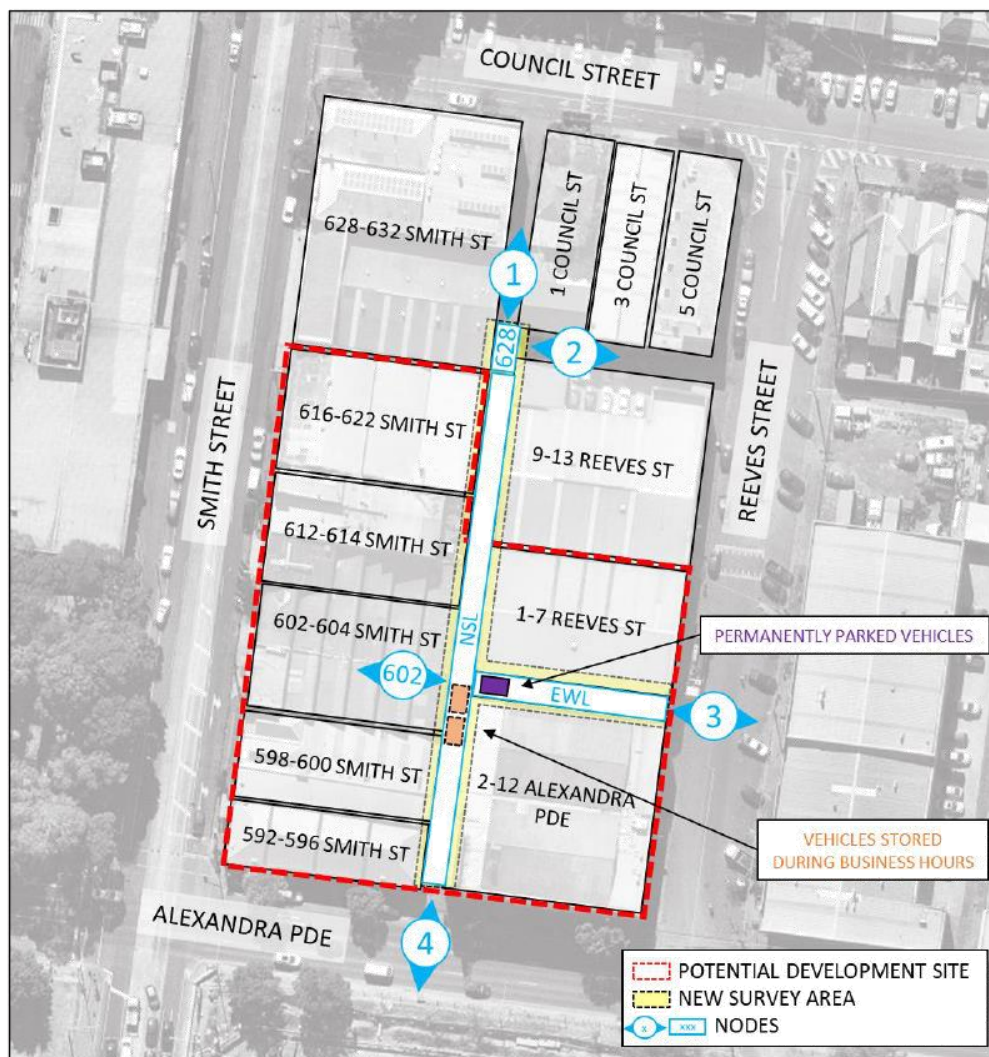 COUNCIL STREET
628-632 SMITH ST
1 COUNCIL ST
3 COUNCIL ST
5 COUNCIL ST
1
628
2
SMITH STREET
616-622 SMITH ST
9-13 REEVES ST
REEVES STREET
612-614 SMITH ST
NSL
1-7 REEVES ST
602-604 SMITH ST
PERMANENTLY PARKED VEHICLES
602
EWL
3
598-600 SMITH ST
2-12 ALEXANDRA
PDE
592-596 SMITH ST
VEHICLES STORED
DURING BUSINESS HOURS
ALEXANDRA PDE
4
POTENTIAL DEVELOPMENT SITE
NEW SURVEY AREA
x
xxx
NODES